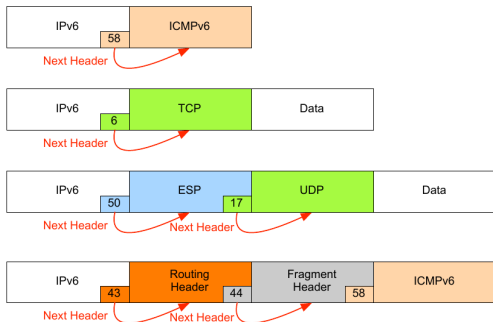 IPv6 ICMPv6
58
Next Header
IPv6 TCP Data
6
Next Header
IPv6 ESP UDP Data
50 17
Next Header Next Header
IPv6 Routing Header Fragment Header ICMPv6
43 44 58
Next Header Next Header